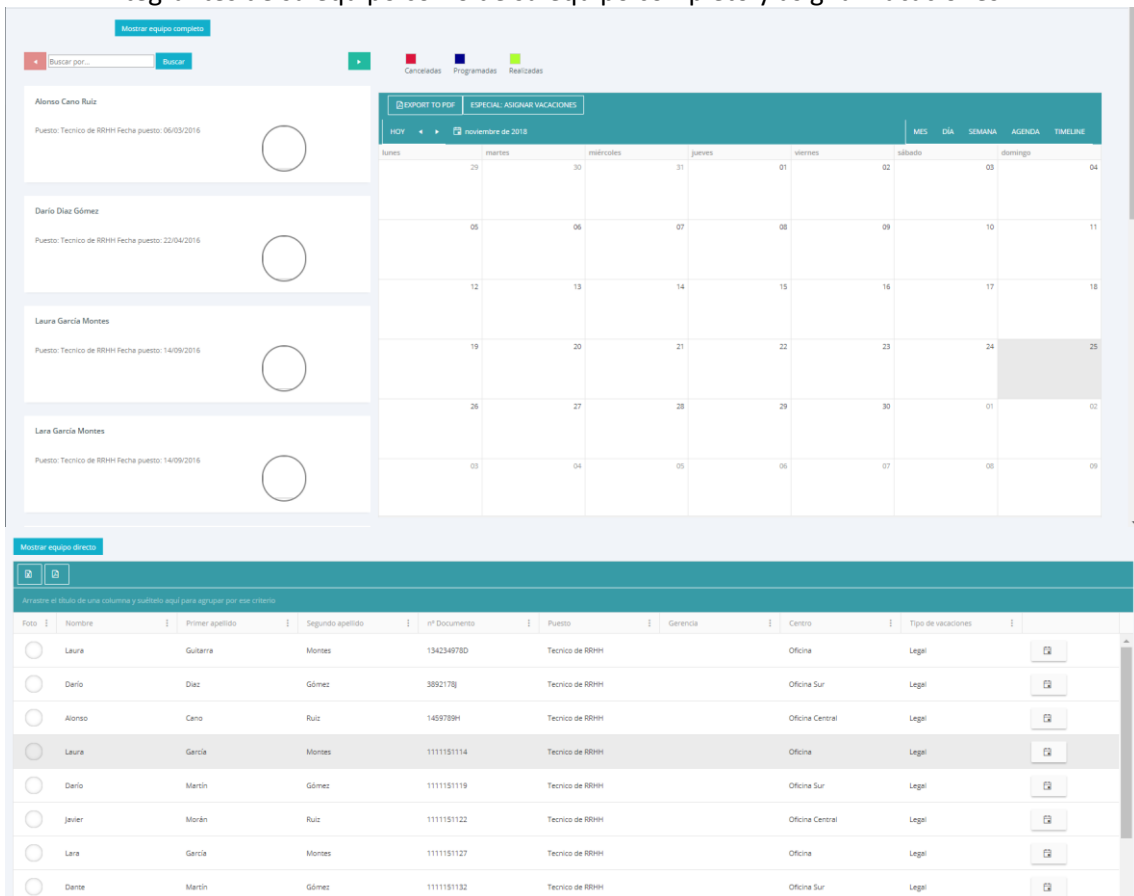 Mostrar equipo completo
Buscar por... Buscar
Canceladas Programadas Realizadas
Alonso Cano Ruiz
Puesto: Tecnico de RRHH Fecha puesto: 06/03/2016
Darío Díaz Gómez
Puesto: Tecnico de RRHH Fecha puesto: 22/04/2016
Laura García Montes
Puesto: Tecnico de RRHH Fecha puesto: 14/09/2016
Lara García Montes
Puesto: Tecnico de RRHH Fecha puesto: 14/09/2016
EXPORT TO PDF ESPECIAL: ASIGNAR VACACIONES
HOY noviembre de 2018 MES DÍA SEMANA AGENDA TIMELINE
lunes martes miércoles jueves viernes sábado domingo
29 30 31 01 02 03 04
05 06 07 08 09 10 11
12 13 14 15 16 17 18
19 20 21 22 23 24 25
26 27 28 29 30 01 02
03 04 05 06 07 08 09
Mostrar equipo directo
Arrastre el título de una columna y suéltelo aquí para agrupar por ese criterio
Foto Nombre Primer apellido Segundo apellido nº Documento Puesto Gerencia Centro Tipo de vacaciones
Laura Guitarra Montes 134234978D Tecnico de RRHH Oficina Legal
Darío Díaz Gómez 3892178J Tecnico de RRHH Oficina Sur Legal
Alonso Cano Ruiz 1459789H Tecnico de RRHH Oficina Central Legal
Laura García Montes 1111151114 Tecnico de RRHH Oficina Legal
Darío Martín Gómez 1111151119 Tecnico de RRHH Oficina Sur Legal
Javier Morán Ruiz 1111151122 Tecnico de RRHH Oficina Central Legal
Lara García Montes 1111151127 Tecnico de RRHH Oficina Legal
Dante Martín Gómez 1111151132 Tecnico de RRHH Oficina Sur Legal